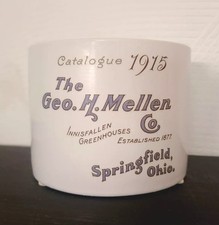 Catalogue 1915
The
Geo. H. Mellen
Co.
Innisfallen
Greenhouses Established 1877
Springfield,
Ohio.